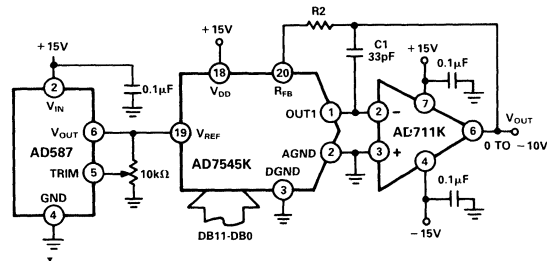 R2
+15V
+15V
C1
33pF
+15V
0.1μF
2
0.1μF
18
20
VIN
VDD
RFB
7
OUT1
1
2
−
VOUT
VOUT
6
19
VREF
AD711K
6
0 TO −10V
AD587
AD7545K
AGND
2
3
+
TRIM
5
10kΩ
DGND
4
GND
3
0.1μF
4
DB11-DB0
−15V